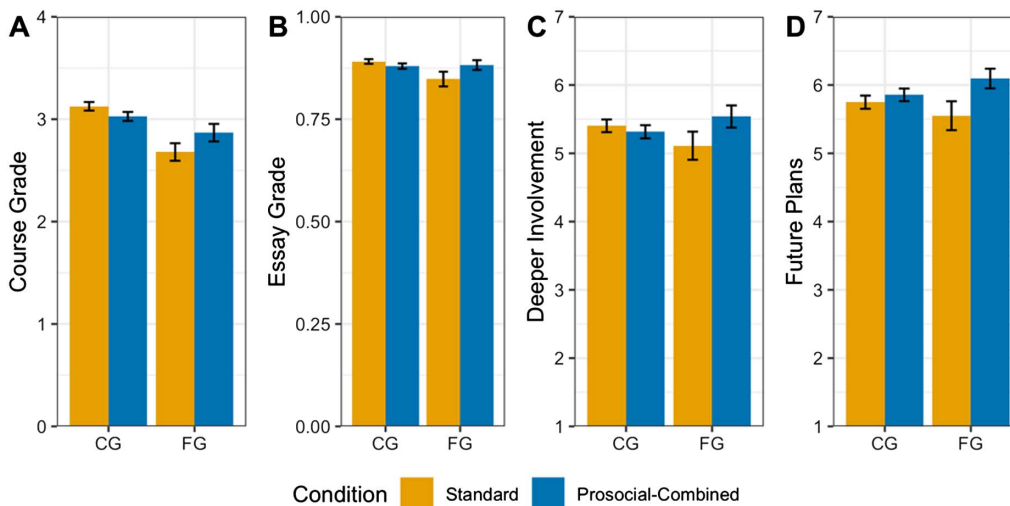 A
Course Grade
4
3
2
1
0
CG FG
B
Essay Grade
1.00
0.75
0.50
0.25
0.00
CG FG
C
Deeper Involvement
7
6
5
4
3
2
1
CG FG
D
Future Plans
7
6
5
4
3
2
1
CG FG
Condition Standard Prosocial-Combined